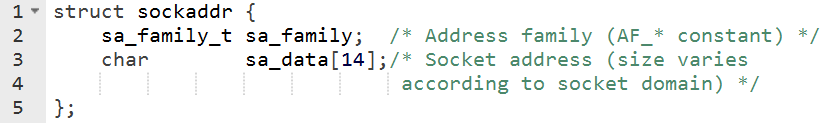 1 struct sockaddr {
2     sa_family_t sa_family;  /* Address family (AF_* constant) */
3     char        sa_data[14];/* Socket address (size varies
4                             according to socket domain) */
5 };